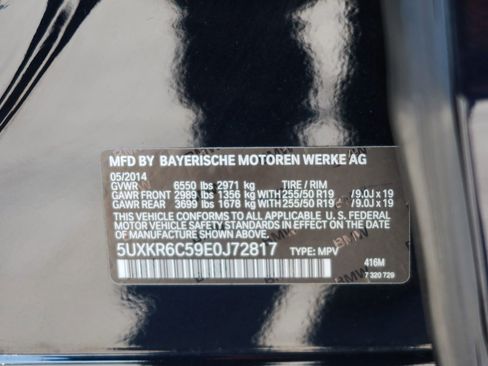 MFD BY BAYERISCHE MOTOREN WERKE AG
05/2014
GVWR 6550 lbs 2971 kg TIRE / RIM
GAWR FRONT 2989 lbs 1356 kg WITH 255/50 R19 /9.0J x 19
GAWR REAR 3699 lbs 1678 kg WITH 255/50 R19 /9.0J x 19
THIS VEHICLE CONFORMS TO ALL APPLICABLE U. S. FEDERAL
MOTOR VEHICLE SAFETY STANDARDS IN EFFECT ON THE
DATE OF MANUFACTURE SHOWN ABOVE.
5UXKR6C59E0J72817 TYPE: MPV
416M
7 320 729